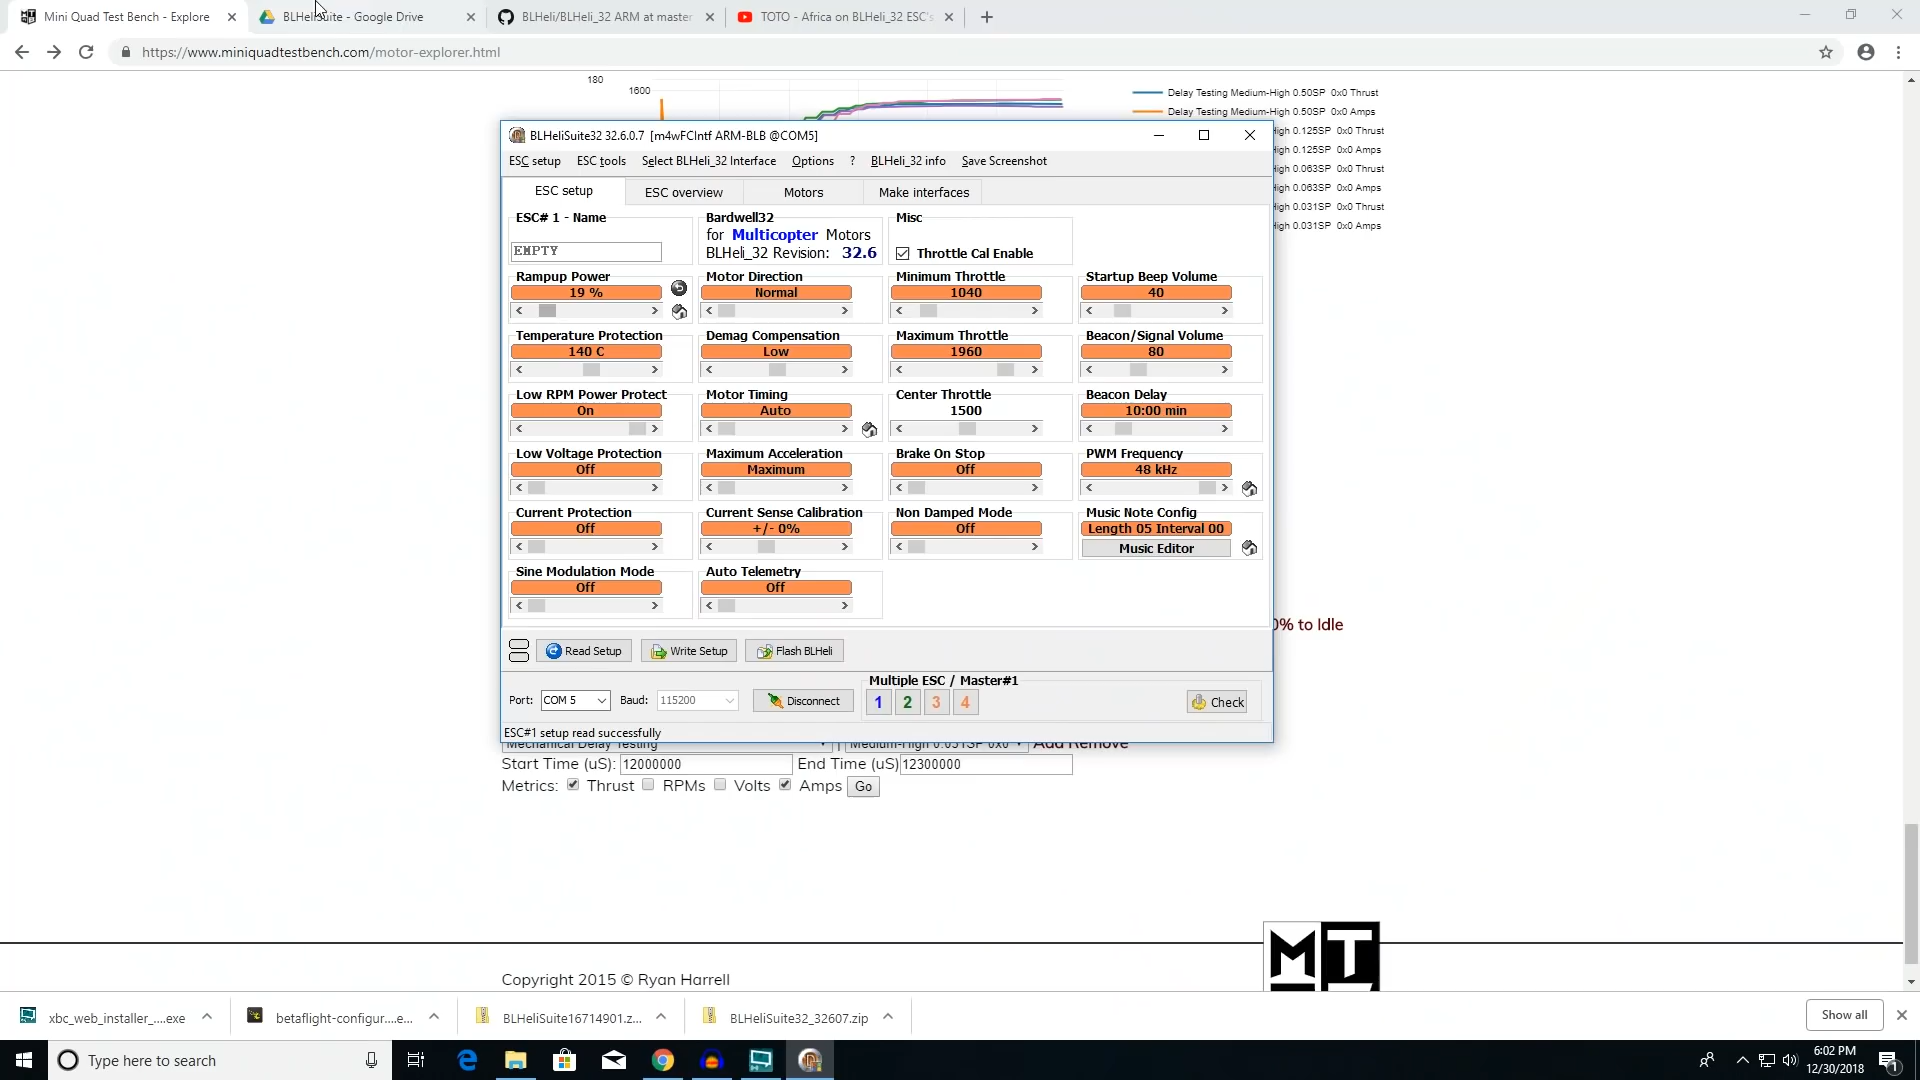 Mini Quad Test Bench - Explore
BLHeliSuite - Google Drive
BLHeli/BLHeli_32 ARM at master
TOTO - Africa on BLHeli_32 ESC's
https://www.miniquadtestbench.com/motor-explorer.html
180
1600
Delay Testing Medium-High 0.50SP 0x0 Thrust
Delay Testing Medium-High 0.50SP 0x0 Amps
High 0.125SP 0x0 Thrust
High 0.125SP 0x0 Amps
High 0.063SP 0x0 Thrust
High 0.063SP 0x0 Amps
High 0.031SP 0x0 Thrust
High 0.031SP 0x0 Amps
BLHeliSuite32 32.6.0.7 [m4wFCIntf ARM-BLB @COM5]
ESC setup ESC tools Select BLHeli_32 Interface Options ? BLHeli_32 info Save Screenshot
ESC setup ESC overview Motors Make interfaces
ESC# 1 - Name
EMPTY
Bardwell32
for Multicopter Motors
BLHeli_32 Revision: 32.6
Misc
Throttle Cal Enable
Rampup Power Motor Direction Minimum Throttle Startup Beep Volume
19 % Normal 1040 40
Temperature Protection Demag Compensation Maximum Throttle Beacon/Signal Volume
140 C Low 1960 80
Low RPM Power Protect Motor Timing Center Throttle Beacon Delay
On Auto 1500 10:00 min
Low Voltage Protection Maximum Acceleration Brake On Stop PWM Frequency
Off Maximum Off 48 kHz
Current Protection Current Sense Calibration Non Damped Mode Music Note Config
Off +/- 0% Off Length 05 Interval 00
Music Editor
Sine Modulation Mode Auto Telemetry
Off Off
0% to Idle
Read Setup Write Setup Flash BLHeli
Multiple ESC / Master#1
Port: COM 5 Baud: 115200 Disconnect 1 2 3 4 Check
ESC#1 setup read successfully
Mechanical Delay Testing Medium-High 0.031SP 0x0 Add Remove
Start Time (uS): 12000000 End Time (uS) 12300000
Metrics: Thrust RPMs Volts Amps Go
MT
Copyright 2015 © Ryan Harrell
xbc_web_installer_....exe
betaflight-configur....e...
BLHeliSuite16714901.z...
BLHeliSuite32_32607.zip
Show all
Type here to search
6:02 PM
12/30/2018
1